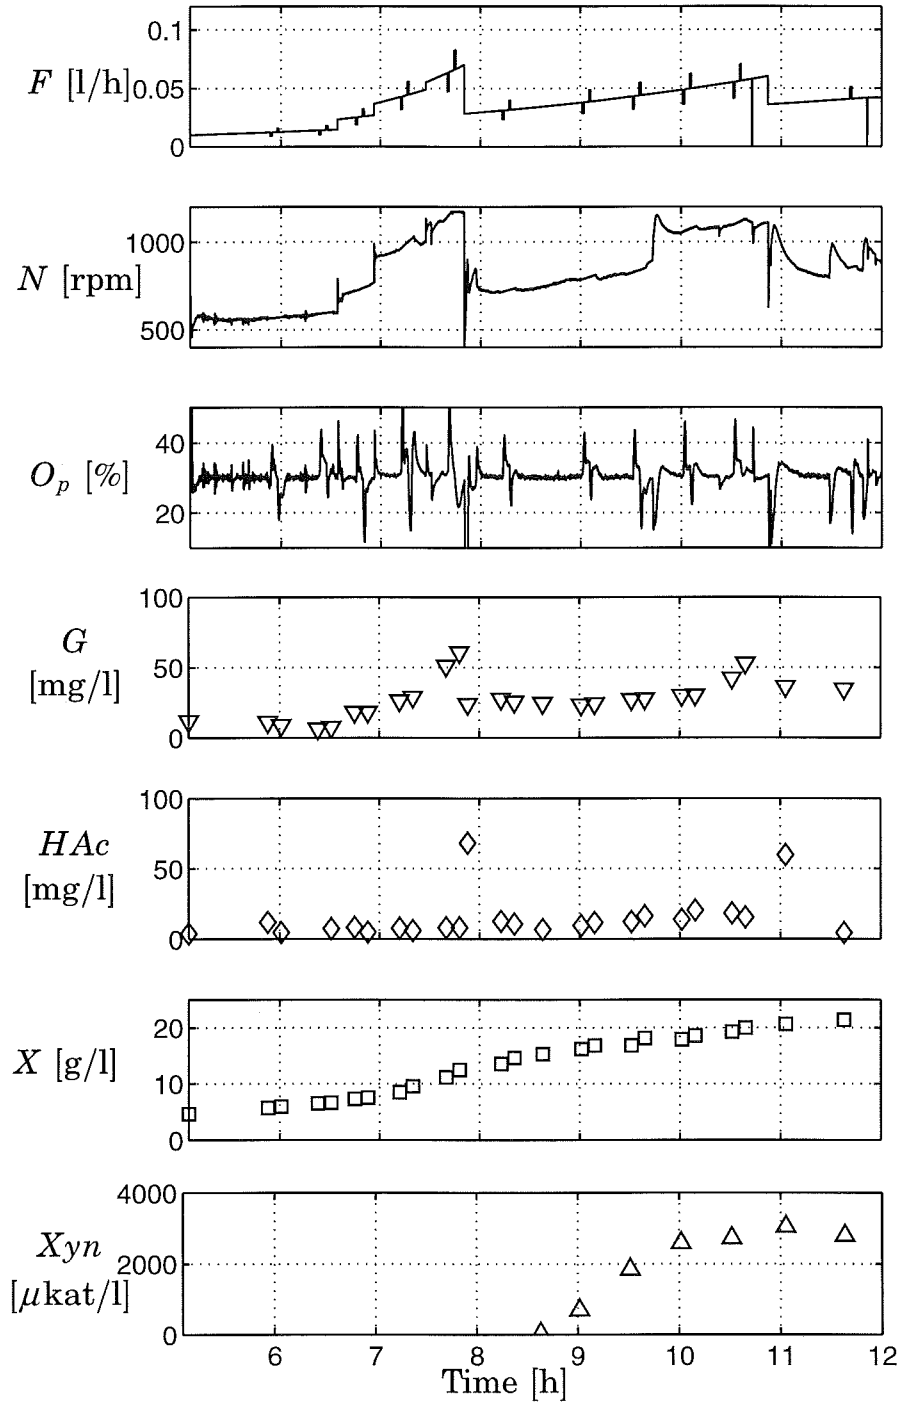 0.1
F [l/h]
0.05
0
1000
N [rpm]
500
40
O_p [%]
20
100
G
[mg/l]
50
0
100
HAc
[mg/l]
50
0
20
X [g/l]
10
0
4000
Xyn
2000
[μkat/l]
0
6 7 8 9 10 11 12
Time [h]